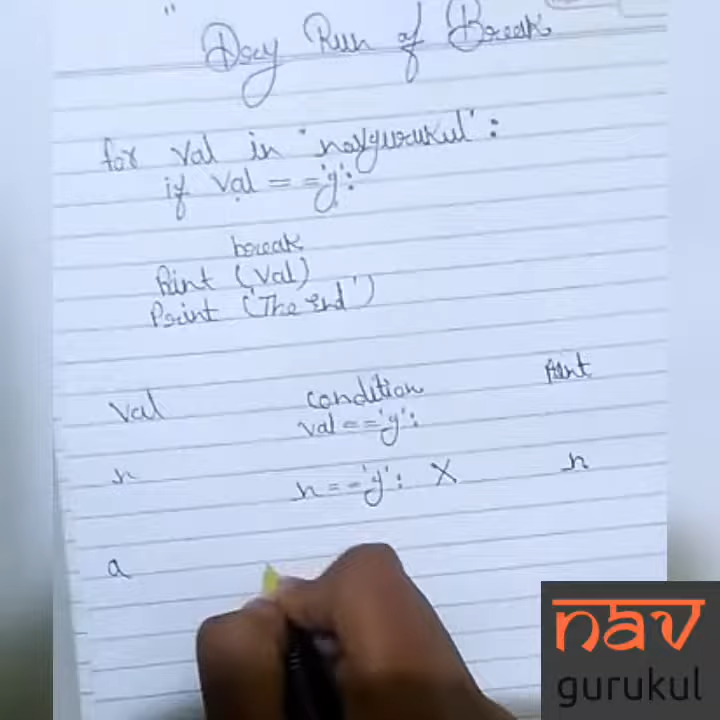 "
Dry Run of Break
for val in "navgurukul":
if val == 'g':
break
Print (val)
Print ('The End')
val condition Print
val == 'g':
n n == 'g': X n
a
nav
gurukul